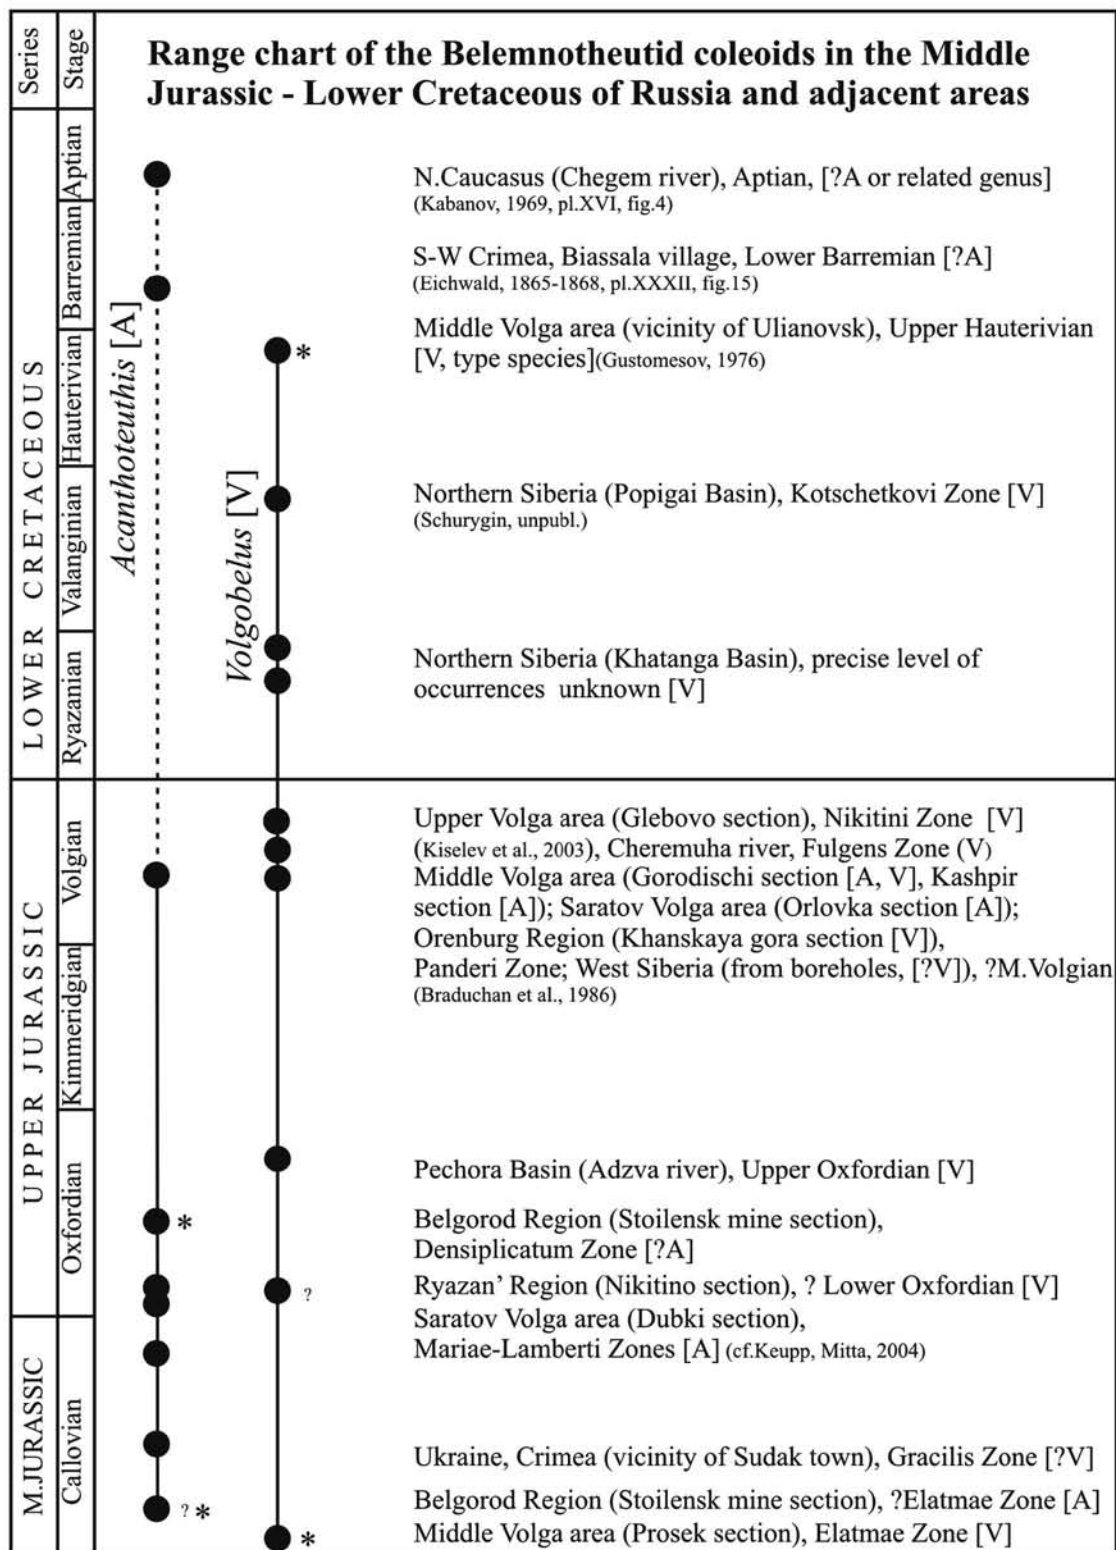 Series
Stage
Range chart of the Belemnotheutid coleoids in the Middle
Jurassic - Lower Cretaceous of Russia and adjacent areas
LOWER CRETACEOUS
Aptian
Barremian
Hauterivian
Valanginian
Ryazanian
UPPER JURASSIC
Volgian
Kimmeridgian
Oxfordian
M.JURASSIC
Callovian
Acanthoteuthis [A]
Volgobelus [V]
N.Caucasus (Chegem river), Aptian, [?A or related genus]
(Kabanov, 1969, pl.XVI, fig.4)
S-W Crimea, Biassala village, Lower Barremian [?A]
(Eichwald, 1865-1868, pl.XXXII, fig.15)
*
Middle Volga area (vicinity of Ulianovsk), Upper Hauterivian
[V, type species](Gustomesov, 1976)
Northern Siberia (Popigai Basin), Kotschetkovi Zone [V]
(Schurygin, unpubl.)
Northern Siberia (Khatanga Basin), precise level of
occurrences unknown [V]
Upper Volga area (Glebovo section), Nikitini Zone [V]
(Kiselev et al., 2003), Cheremuha river, Fulgens Zone (V)
Middle Volga area (Gorodischi section [A, V], Kashpir
section [A]); Saratov Volga area (Orlovka section [A]);
Orenburg Region (Khanskaya gora section [V]),
Panderi Zone; West Siberia (from boreholes, [?V]), ?M.Volgian
(Braduchan et al., 1986)
Pechora Basin (Adzva river), Upper Oxfordian [V]
*
Belgorod Region (Stoilensk mine section),
Densiplicatum Zone [?A]
?
Ryazan' Region (Nikitino section), ? Lower Oxfordian [V]
Saratov Volga area (Dubki section),
Mariae-Lamberti Zones [A] (cf.Keupp, Mitta, 2004)
Ukraine, Crimea (vicinity of Sudak town), Gracilis Zone [?V]
? *
Belgorod Region (Stoilensk mine section), ?Elatmae Zone [A]
*
Middle Volga area (Prosek section), Elatmae Zone [V]